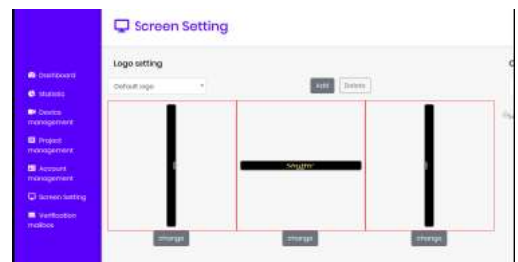 Screen Setting
Logo setting
Default logo
Add
Delete
Dashboard
Statistic
Device
management
Project
management
Account
management
Screen Setting
Verification
mailbox
change
change
change